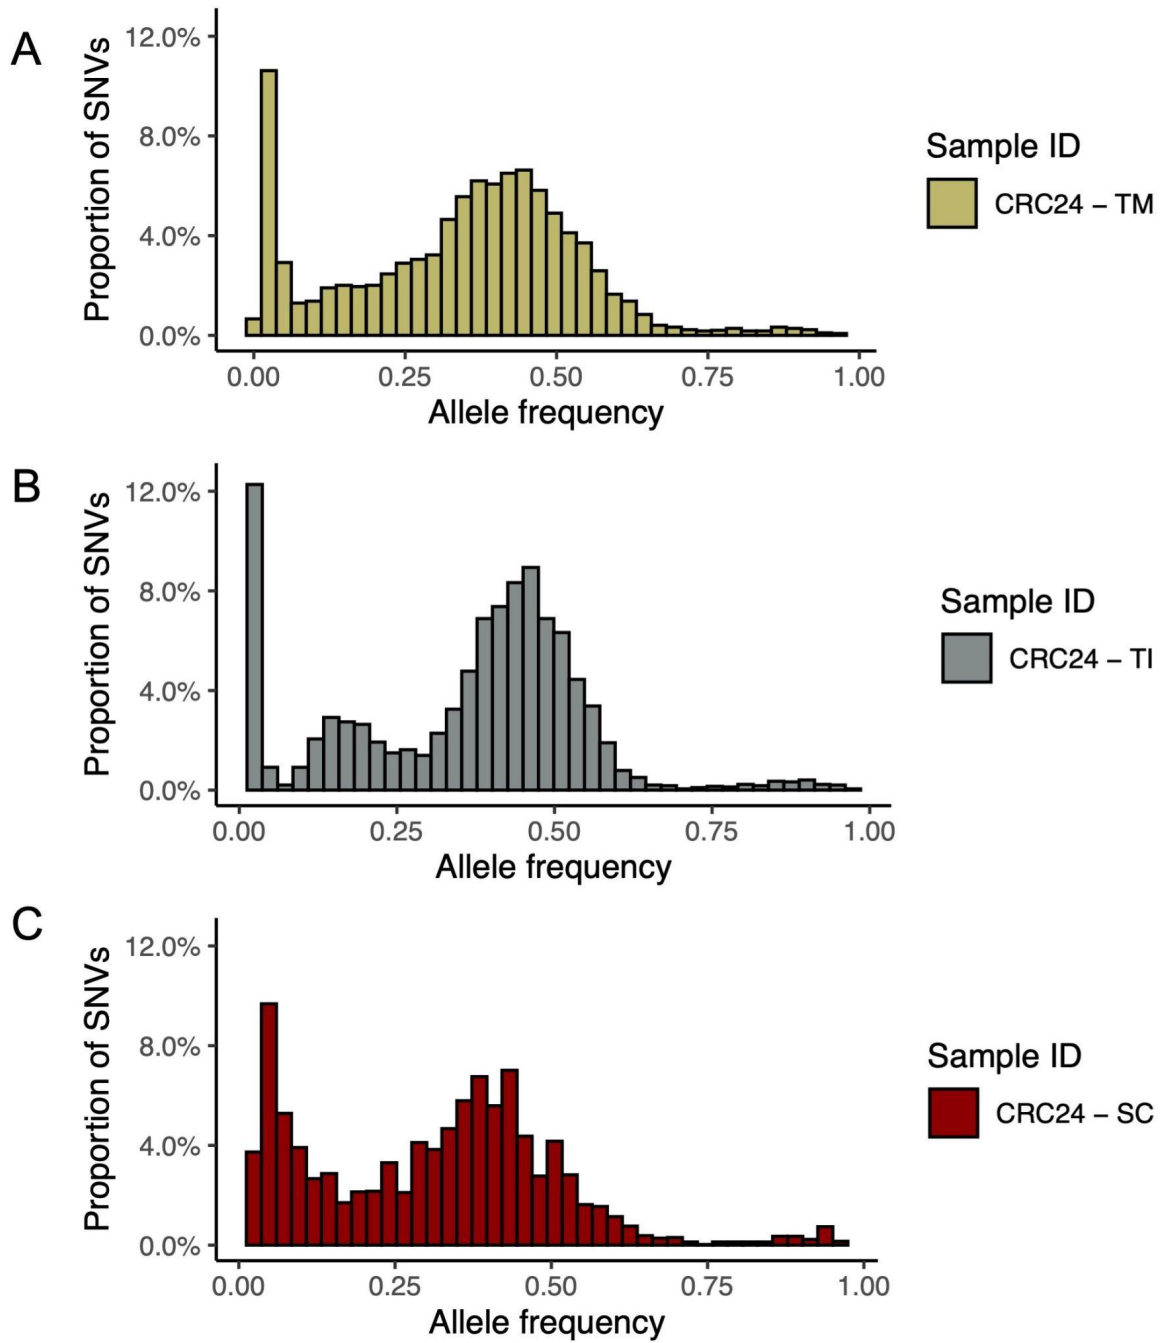 A
Proportion of SNVs
12.0%
8.0%
4.0%
0.0%
0.00 0.25 0.50 0.75 1.00
Allele frequency
Sample ID
CRC24 – TM
B
Proportion of SNVs
12.0%
8.0%
4.0%
0.0%
0.00 0.25 0.50 0.75 1.00
Allele frequency
Sample ID
CRC24 – TI
C
Proportion of SNVs
12.0%
8.0%
4.0%
0.0%
0.00 0.25 0.50 0.75 1.00
Allele frequency
Sample ID
CRC24 – SC